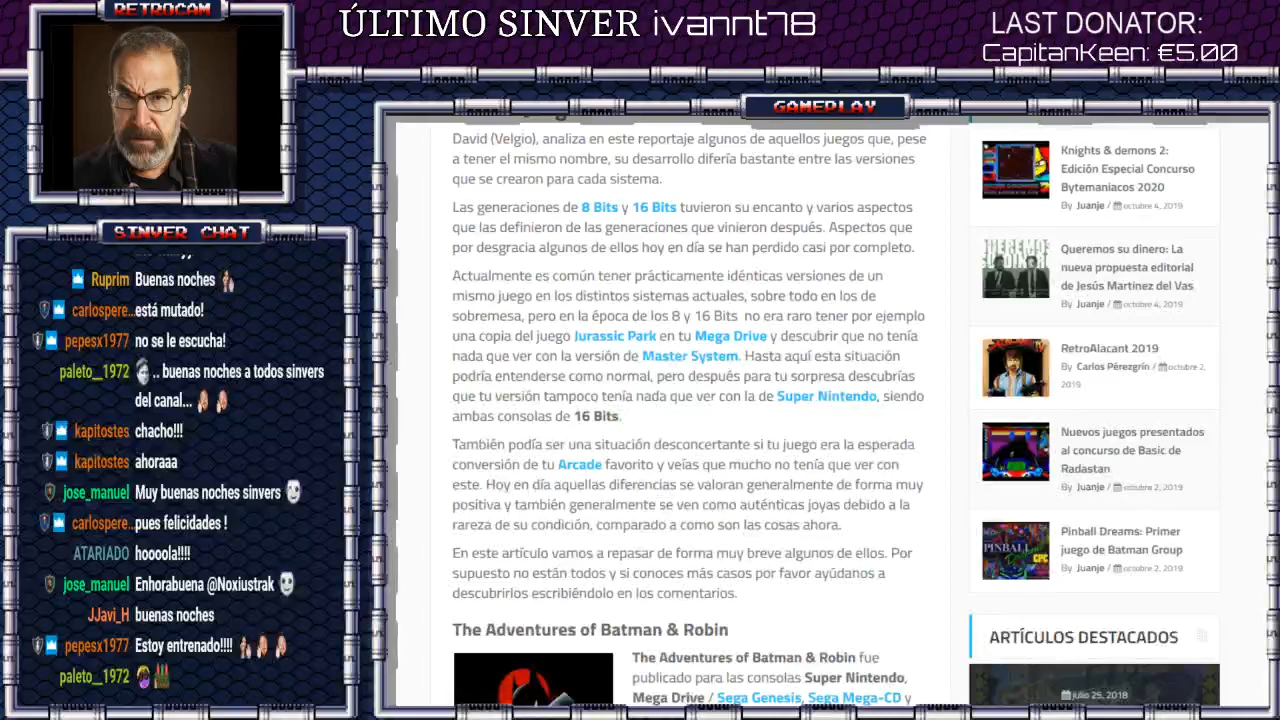 RETROCAM
ÚLTIMO SINVER ivannt78
LAST DONATOR:
CapitanKeen: €5.00
GAMEPLAY
SINVER CHAT
Ruprim Buenas noches
carlospere... está mutado!
pepesx1977 no se le escucha!
paleto__1972 .. buenas noches a todos sinvers
del canal...
kapitostes chacho!!!
kapitostes ahoraaa
jose_manuel Muy buenas noches sinvers
carlospere... pues felicidades !
ATARIADO hoooola!!!!
jose_manuel Enhorabuena @Noxiustrak
JJavi_H buenas noches
pepesx1977 Estoy entrenado!!!!
paleto__1972
David (Velgio), analiza en este reportaje algunos de aquellos juegos que, pese
a tener el mismo nombre, su desarrollo difería bastante entre las versiones
que se crearon para cada sistema.
Las generaciones de 8 Bits y 16 Bits tuvieron su encanto y varios aspectos
que las definieron de las generaciones que vinieron después. Aspectos que
por desgracia algunos de ellos hoy en día se han perdido casi por completo.
Actualmente es común tener prácticamente idénticas versiones de un
mismo juego en los distintos sistemas actuales, sobre todo en los de
sobremesa, pero en la época de los 8 y 16 Bits no era raro tener por ejemplo
una copia del juego Jurassic Park en tu Mega Drive y descubrir que no tenía
nada que ver con la versión de Master System. Hasta aquí esta situación
podría entenderse como normal, pero después para tu sorpresa descubrías
que tu versión tampoco tenía nada que ver con la de Super Nintendo, siendo
ambas consolas de 16 Bits.
También podía ser una situación desconcertante si tu juego era la esperada
conversión de tu Arcade favorito y veías que mucho no tenía que ver con
este. Hoy en día aquellas diferencias se valoran generalmente de forma muy
positiva y también generalmente se ven como auténticas joyas debido a la
rareza de su condición, comparado a como son las cosas ahora.
En este artículo vamos a repasar de forma muy breve algunos de ellos. Por
supuesto no están todos y si conoces más casos por favor ayúdanos a
descubrirlos escribiéndolo en los comentarios.
The Adventures of Batman & Robin
The Adventures of Batman & Robin fue
publicado para las consolas Super Nintendo,
Mega Drive / Sega Genesis, Sega Mega-CD y
Knights & demons 2:
Edición Especial Concurso
Bytemaniacos 2020
By Juanje / octubre 4, 2019
Queremos su dinero: La
nueva propuesta editorial
de Jesús Martínez del Vas
By Juanje / octubre 4, 2019
RetroAlacant 2019
By Carlos Pérezgrín / octubre 2,
2019
Nuevos juegos presentados
al concurso de Basic de
Radastan
By Juanje / octubre 2, 2019
PINBALL
CPC
Pinball Dreams: Primer
juego de Batman Group
By Juanje / octubre 2, 2019
ARTÍCULOS DESTACADOS
julio 25, 2018